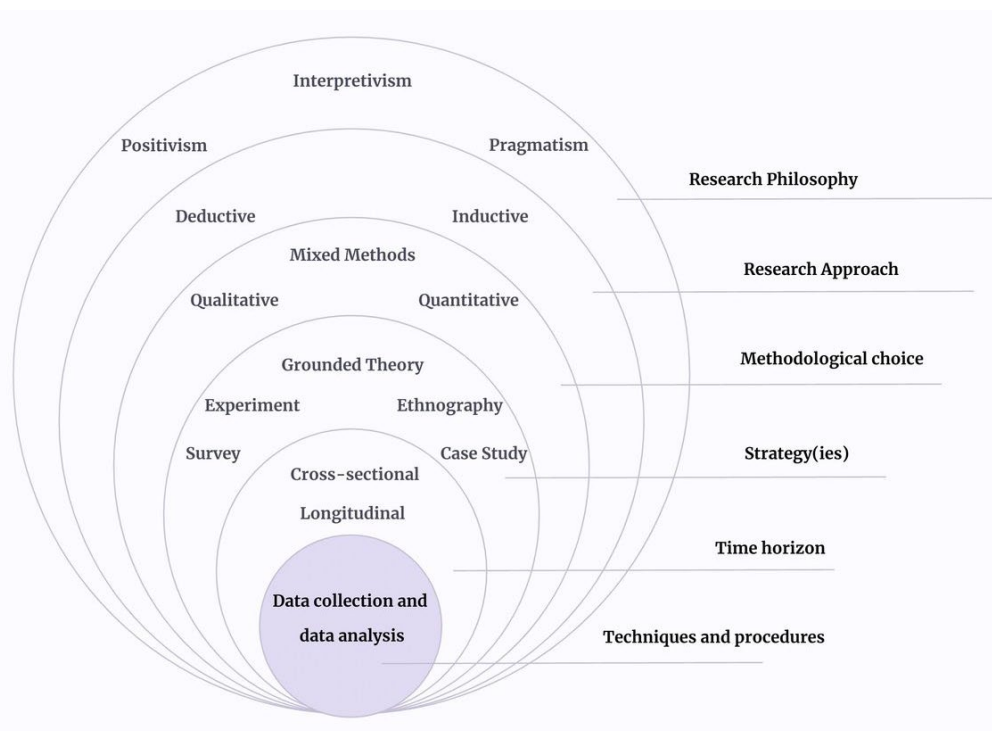 Interpretivism
Positivism
Pragmatism
Research Philosophy
Deductive
Inductive
Mixed Methods
Research Approach
Qualitative
Quantitative
Methodological choice
Grounded Theory
Experiment
Ethnography
Survey
Case Study
Strategy(ies)
Cross-sectional
Longitudinal
Time horizon
Data collection and
data analysis
Techniques and procedures